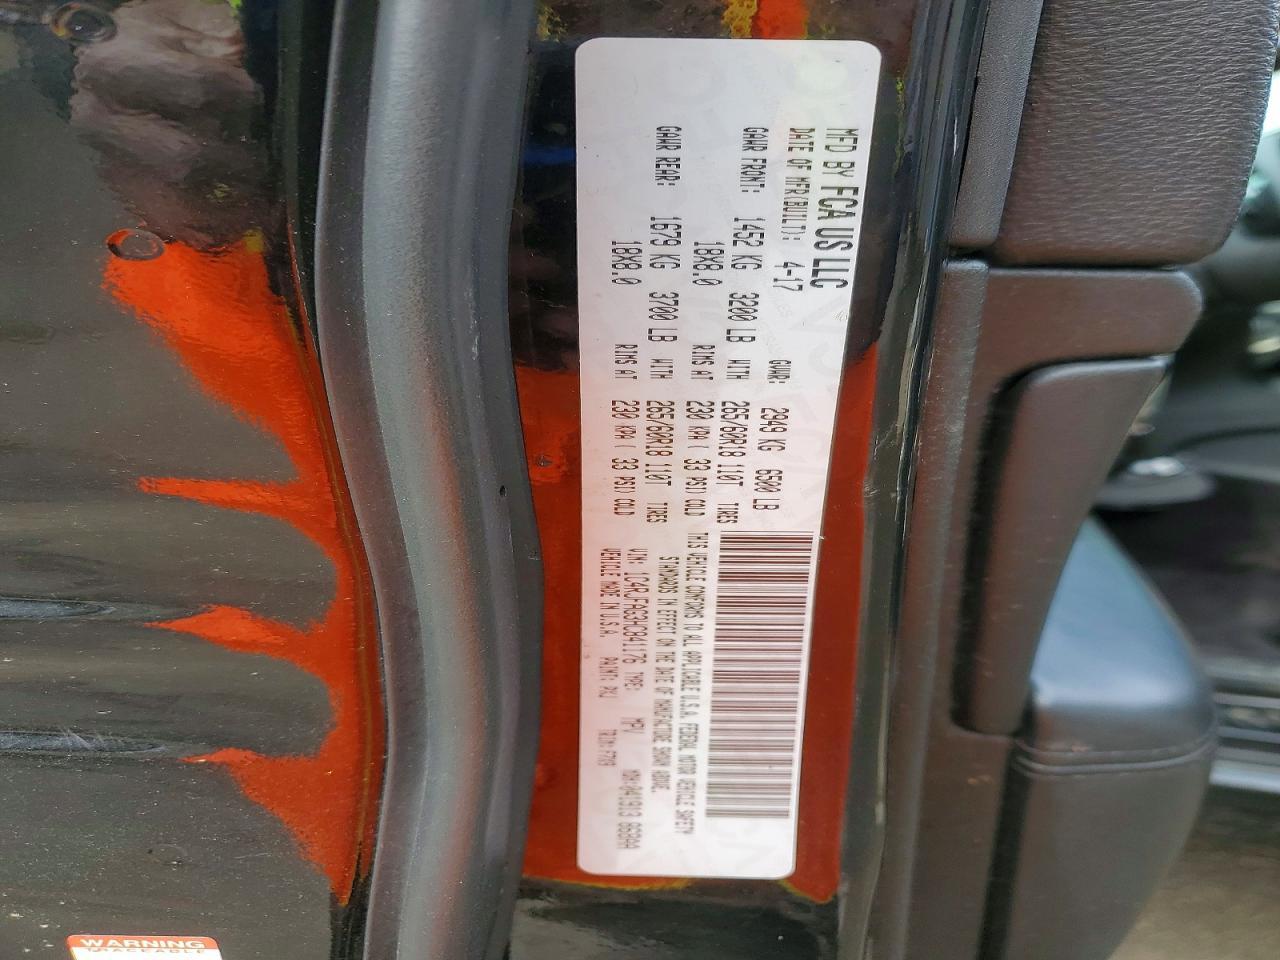 MFD BY FCA US LLC
DATE OF MFR(BUILT): 4-17 GVWR: 2949 KG 6500 LB
GAWR FRONT: 1452 KG 3200 LB WITH 265/60R18 110T TIRES
18X8.0 RIMS AT 230 KPA ( 33 PSI) COLD
GAWR REAR: 1679 KG 3700 LB WITH 265/60R18 110T TIRES
18X8.0 RIMS AT 230 KPA ( 33 PSI) COLD
THIS VEHICLE CONFORMS TO ALL APPLICABLE U.S.A. FEDERAL MOTOR VEHICLE SAFETY
STANDARDS IN EFFECT ON THE DATE OF MANUFACTURE SHOWN ABOVE.
VIN: 1C4RJFAG3HC841176 TYPE: MPV
VEHICLE MADE IN U.S.A. PAINT:
WARNING
TRACEABLE